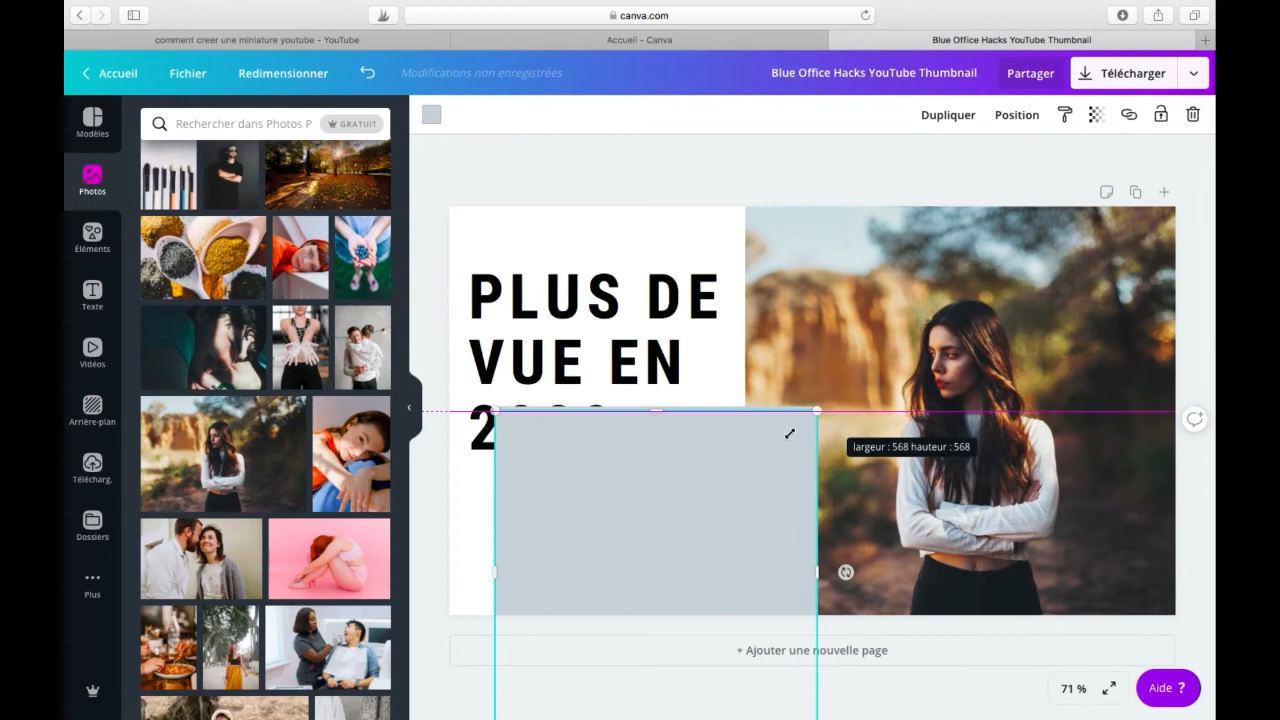 canva.com
comment creer une miniature youtube - YouTube
Accueil - Canva
Blue Office Hacks YouTube Thumbnail
Accueil
Fichier
Redimensionner
Modifications non enregistrées
Blue Office Hacks YouTube Thumbnail
Partager
Télécharger
Modèles
Photos
Éléments
Texte
Vidéos
Arrière-plan
Télécharg.
Dossiers
Plus
Rechercher dans Photos P
GRATUIT
Dupliquer
Position
PLUS DE
VUE EN
largeur : 568 hauteur : 568
+ Ajouter une nouvelle page
71 %
Aide ?